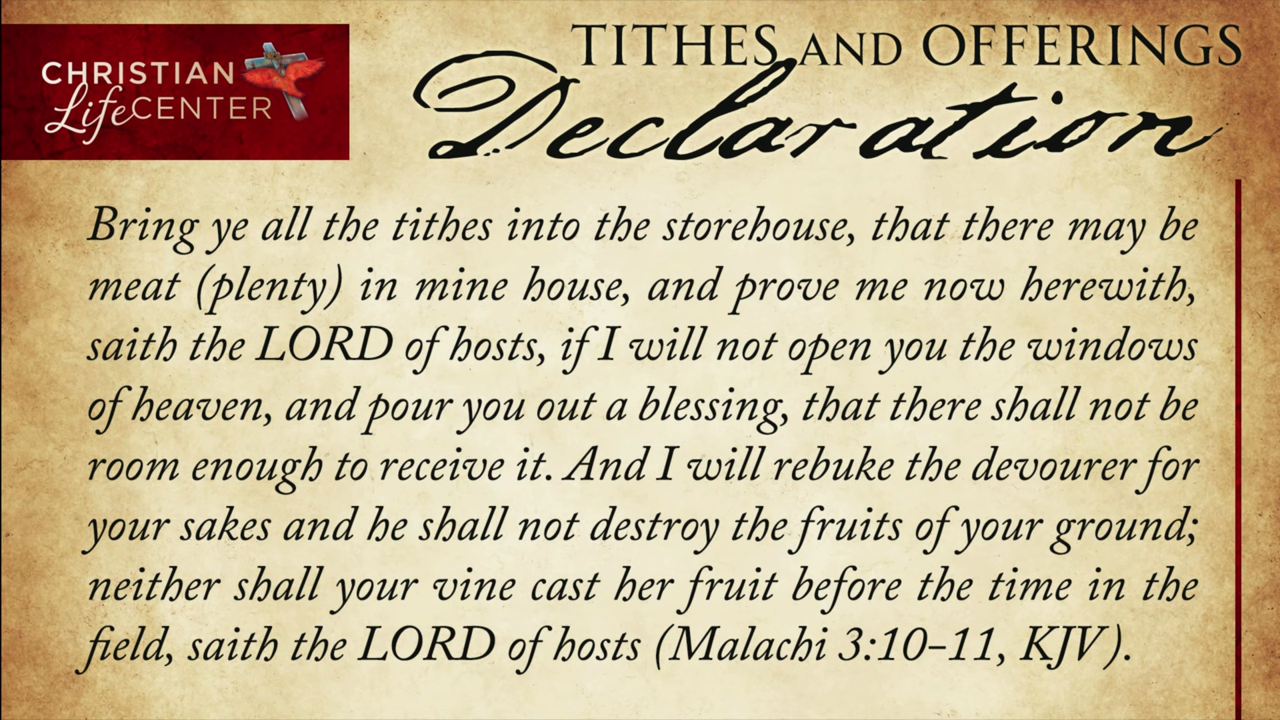 CHRISTIAN
LifeCENTER
TITHES AND OFFERINGS
Declaration
Bring ye all the tithes into the storehouse, that there may be
meat (plenty) in mine house, and prove me now herewith,
saith the LORD of hosts, if I will not open you the windows
of heaven, and pour you out a blessing, that there shall not be
room enough to receive it. And I will rebuke the devourer for
your sakes and he shall not destroy the fruits of your ground;
neither shall your vine cast her fruit before the time in the
field, saith the LORD of hosts (Malachi 3:10–11, KJV).